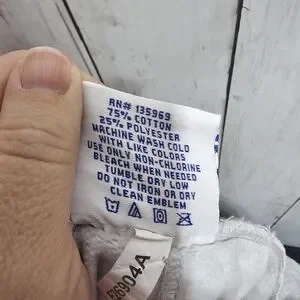 RN# 135969
75% COTTON
25% POLYESTER
MACHINE WASH COLD
WITH LIKE COLORS
USE ONLY NON-CHLORINE
BLEACH WHEN NEEDED
TUMBLE DRY LOW
DO NOT IRON OR DRY
CLEAN EMBLEM
6904A